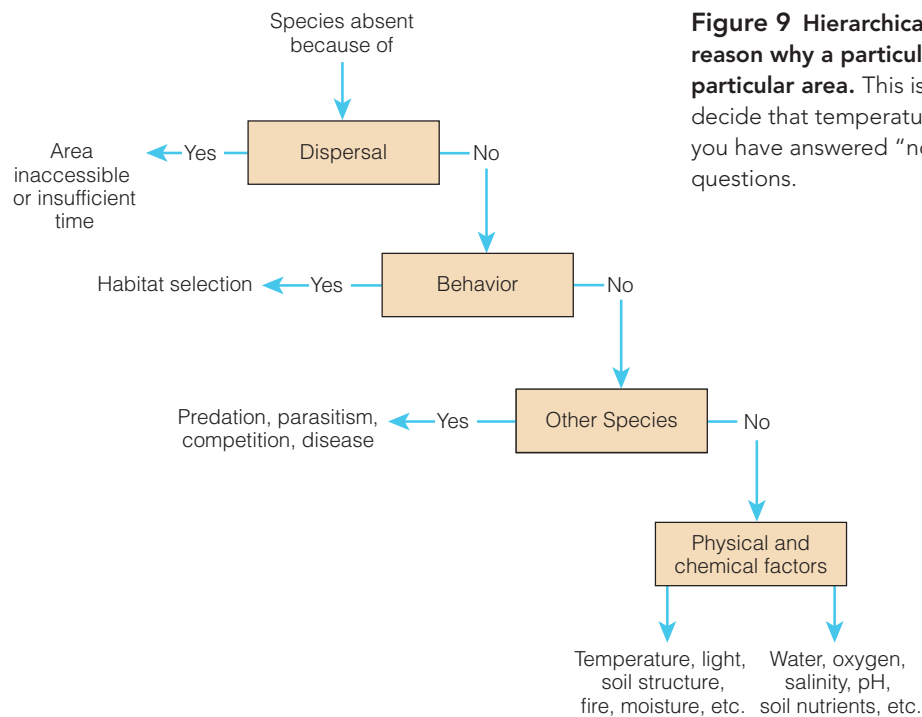 Species absent
because of
Figure 9 Hierarchica
reason why a particul
particular area. This is
decide that temperatu
you have answered "no
questions.
Area
inaccessible
or insufficient
time
Yes
Dispersal
No
Habitat selection
Yes
Behavior
No
Predation, parasitism,
competition, disease
Yes
Other Species
No
Physical and
chemical factors
Temperature, light,
soil structure,
fire, moisture, etc.
Water, oxygen,
salinity, pH,
soil nutrients, etc.